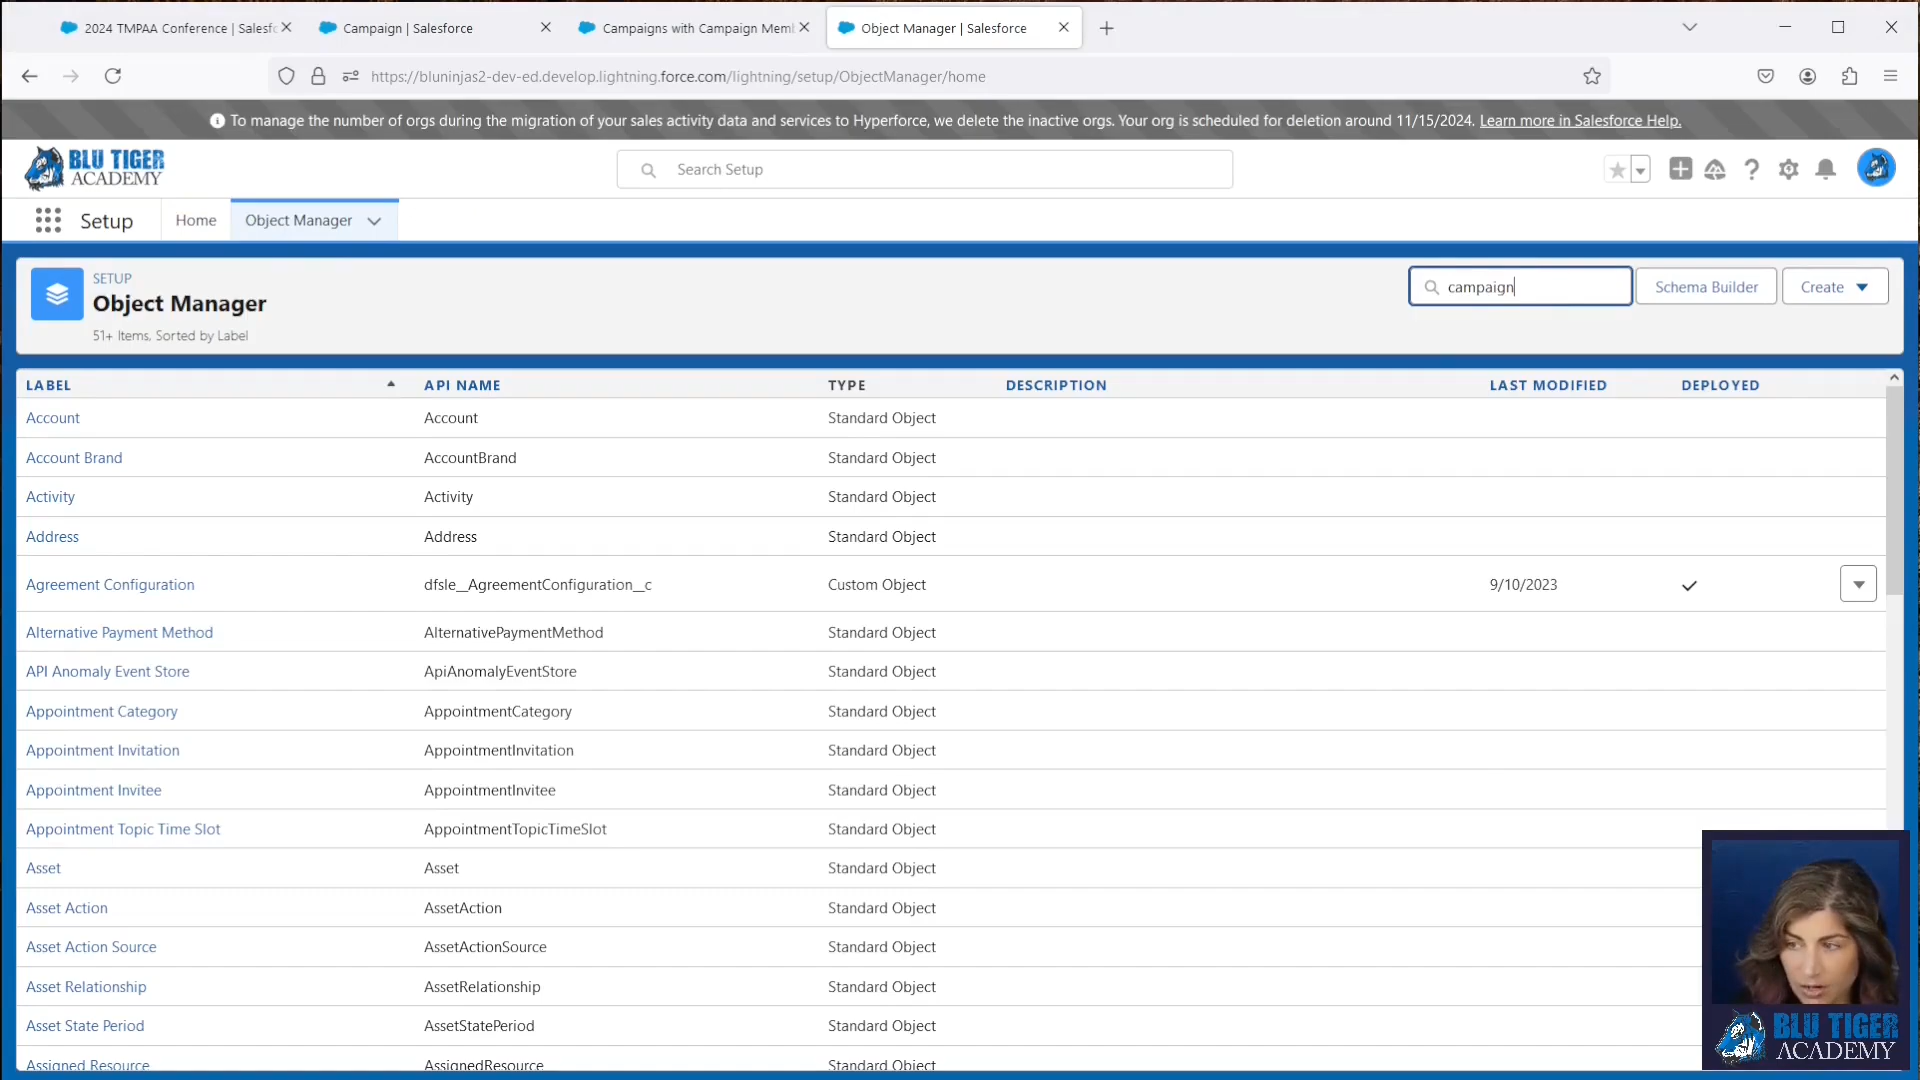 2024 TMPAA Conference | Salesfc
Campaign | Salesforce
Campaigns with Campaign Memb
Object Manager | Salesforce
https://bluninjas2-dev-ed.develop.lightning.force.com/lightning/setup/ObjectManager/home
To manage the number of orgs during the migration of your sales activity data and services to Hyperforce, we delete the inactive orgs. Your org is scheduled for deletion around 11/15/2024. Learn more in Salesforce Help.
BLU TIGER
ACADEMY
Search Setup
Setup
Home
Object Manager
SETUP
Object Manager
51+ Items, Sorted by Label
campaign
Schema Builder
Create
LABEL API NAME TYPE DESCRIPTION LAST MODIFIED DEPLOYED
Account Account Standard Object
Account Brand AccountBrand Standard Object
Activity Activity Standard Object
Address Address Standard Object
Agreement Configuration dfsle__AgreementConfiguration__c Custom Object 9/10/2023
Alternative Payment Method AlternativePaymentMethod Standard Object
API Anomaly Event Store ApiAnomalyEventStore Standard Object
Appointment Category AppointmentCategory Standard Object
Appointment Invitation AppointmentInvitation Standard Object
Appointment Invitee AppointmentInvitee Standard Object
Appointment Topic Time Slot AppointmentTopicTimeSlot Standard Object
Asset Asset Standard Object
Asset Action AssetAction Standard Object
Asset Action Source AssetActionSource Standard Object
Asset Relationship AssetRelationship Standard Object
Asset State Period AssetStatePeriod Standard Object
Assigned Resource AssignedResource Standard Object
BLU TIGER
ACADEMY